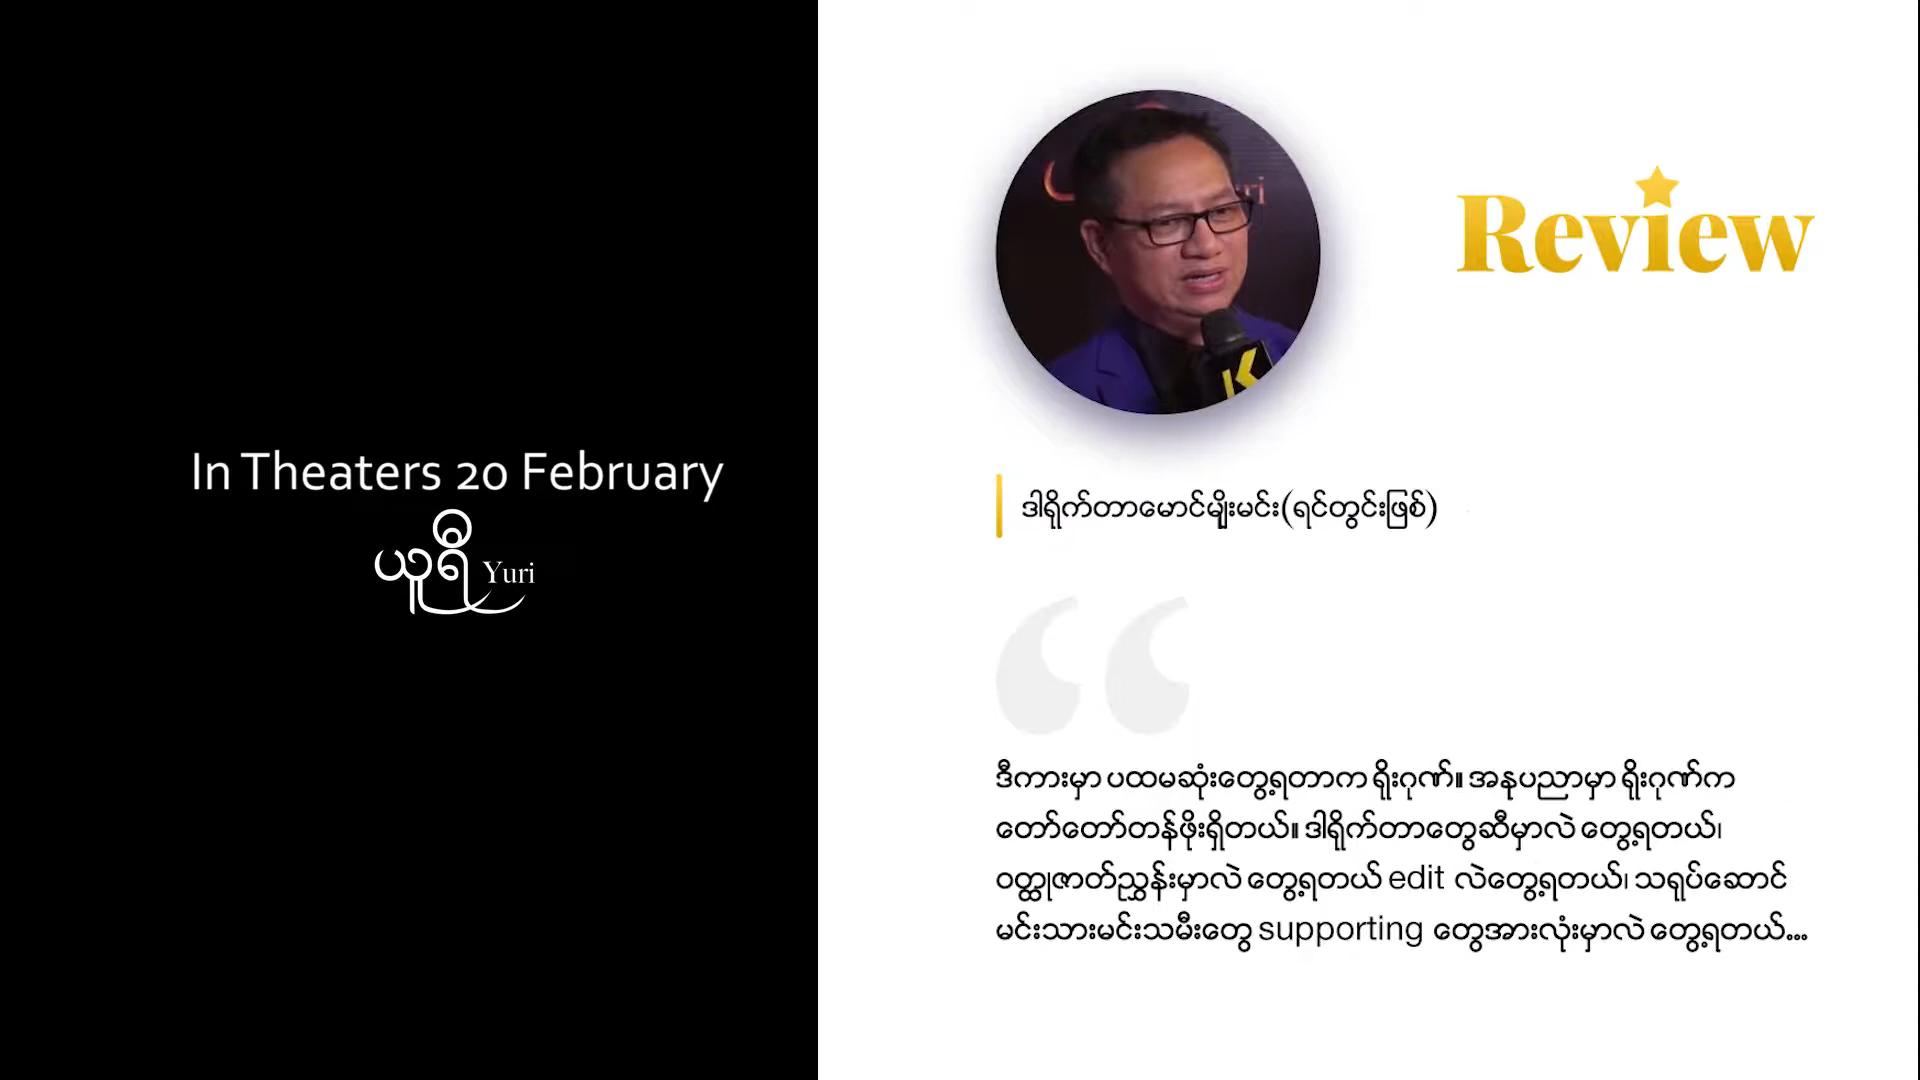 In Theaters 20 February
ယူရီ Yuri
Review
ဒါရိုက်တာမောင်မျိုးမင်း(ရင်တွင်းဖြစ်)
ဒီကားမှာ ပထမဆုံးတွေ့ရတာက ရိုးဂုဏ်။ အနုပညာမှာ ရိုးဂုဏ်က
တော်တော်တန်ဖိုးရှိတယ်။ ဒါရိုက်တာတွေဆီမှာလဲ တွေ့ရတယ်၊
ဝတ္ထုဇာတ်ညွှန်းမှာလဲ တွေ့ရတယ် edit လဲတွေ့ရတယ်၊ သရုပ်ဆောင်
မင်းသားမင်းသမီးတွေ supporting တွေအားလုံးမှာလဲ တွေ့ရတယ်...